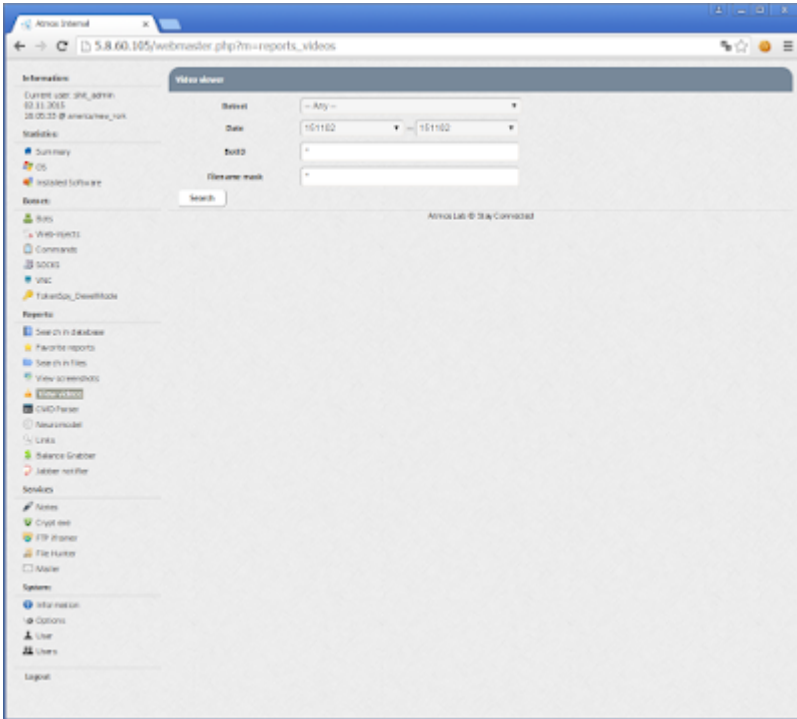 Atmos Internal
5.8.60.105/webmaster.php?m=reports_videos
Information:
Current user:
02.11.2015
Statistics:
Summary
OS
Installed Software
Botnet:
Bots
Web-injects
Commands
SOCKS
VNC
Reports:
Search in database
Favorite reports
Search in files
View screenshots
View videos
CMD Parser
Neuromodel
Links
Balance Grabber
Jabber notifier
Services
Notes
Crypt exe
FTP Iframer
File Hunter
Mailer
System:
Information
Options
User
Users
Logout
Video viewer
Botnet
-- Any --
Date
151102
-
151102
BotID
*
Filename mask
*
Search
Atmos Lab © Stay Connected